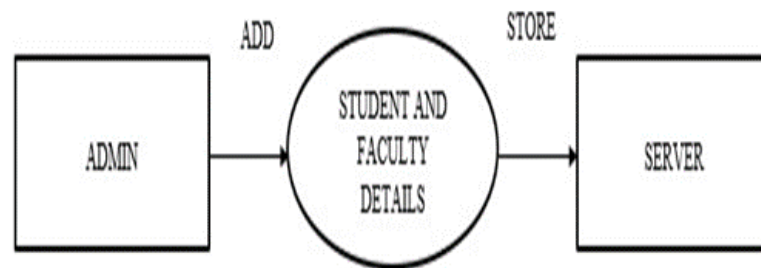 ADD
STORE
ADMIN
STUDENT AND
FACULTY
DETAILS
SERVER